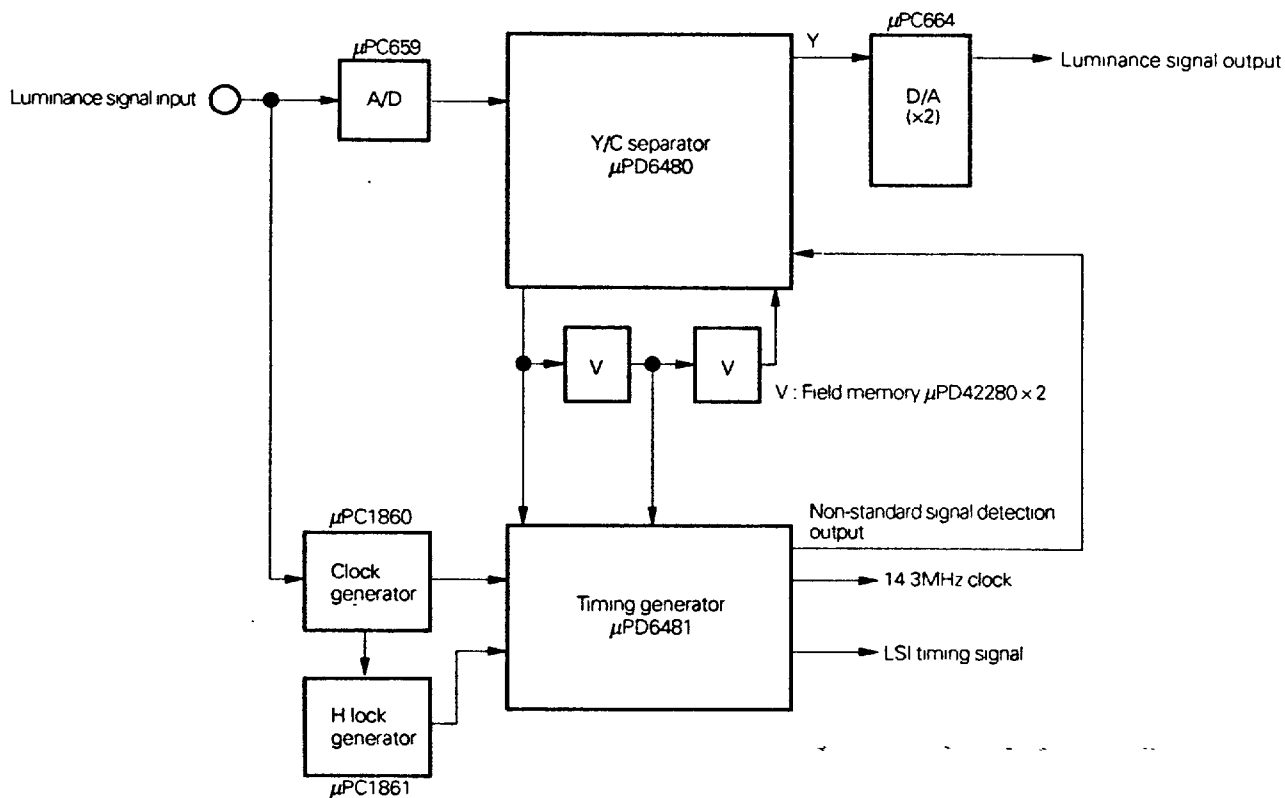 μPC659
Luminance signal input
A/D
Y/C separator
μPD6480
Y
μPC664
D/A
(×2)
Luminance signal output
V
V
V : Field memory μPD42280 × 2
μPC1860
Clock
generator
H lock
generator
μPC1861
Timing generator
μPD6481
Non-standard signal detection
output
14 3MHz clock
LSI timing signal